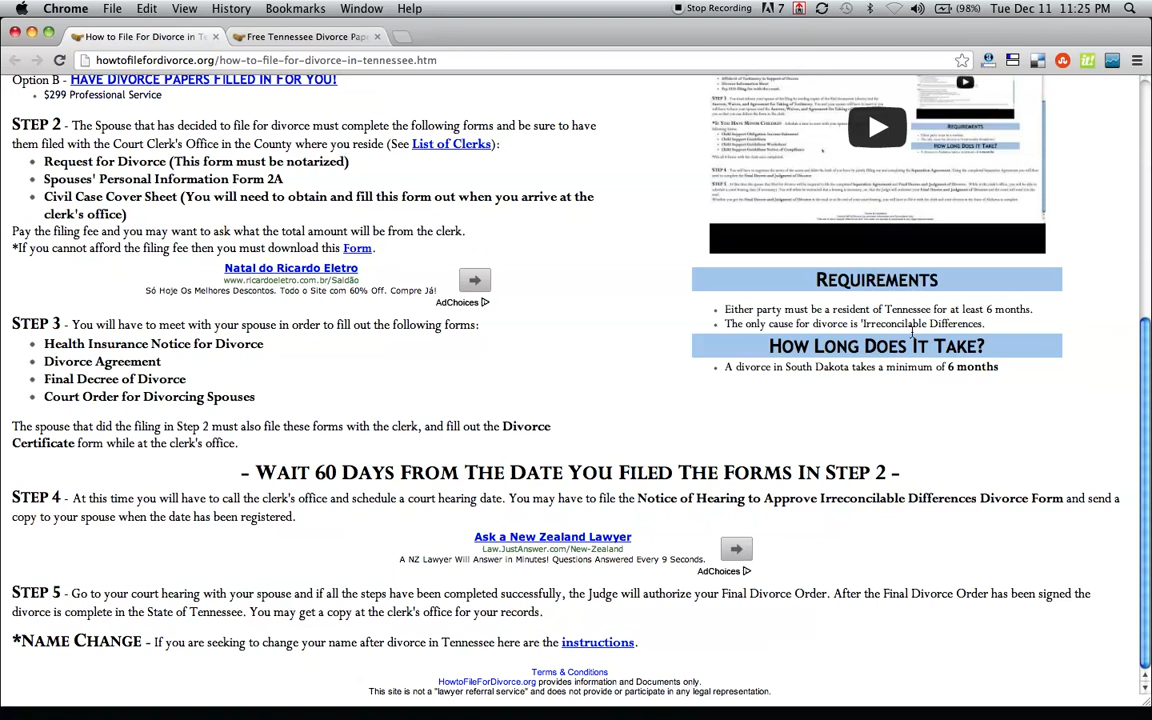 Chrome File Edit View History Bookmarks Window Help Stop Recording 7 (98%) Tue Dec 11 11:25 PM
How to File For Divorce in Te × Free Tennessee Divorce Pape ×
howtofilefordivorce.org/how-to-file-for-divorce-in-tennessee.htm
Option B - HAVE DIVORCE PAPERS FILLED IN FOR YOU!
• $299 Professional Service
STEP 2 - The Spouse that has decided to file for divorce must complete the following forms and be sure to have
them filed with the Court Clerk's Office in the County where you reside (See List of Clerks):
• Request for Divorce (This form must be notarized)
• Spouses' Personal Information Form 2A
• Civil Case Cover Sheet (You will need to obtain and fill this form out when you arrive at the
clerk's office)
Pay the filing fee and you may want to ask what the total amount will be from the clerk.
*If you cannot afford the filing fee then you must download this Form.
Natal do Ricardo Eletro
www.ricardoeletro.com.br/Saldão
Só Hoje Os Melhores Descontos. Todo o Site com 60% Off. Compre Já!
AdChoices
STEP 3 - You will have to meet with your spouse in order to fill out the following forms:
• Health Insurance Notice for Divorce
• Divorce Agreement
• Final Decree of Divorce
• Court Order for Divorcing Spouses
The spouse that did the filing in Step 2 must also file these forms with the clerk, and fill out the Divorce
Certificate form while at the clerk's office.
REQUIREMENTS
HOW LONG DOES IT TAKE?
REQUIREMENTS
• Either party must be a resident of Tennessee for at least 6 months.
• The only cause for divorce is 'Irreconcilable Differences.
HOW LONG DOES IT TAKE?
• A divorce in South Dakota takes a minimum of 6 months
- WAIT 60 DAYS FROM THE DATE YOU FILED THE FORMS IN STEP 2 -
STEP 4 - At this time you will have to call the clerk's office and schedule a court hearing date. You may have to file the Notice of Hearing to Approve Irreconcilable Differences Divorce Form and send a
copy to your spouse when the date has been registered.
Ask a New Zealand Lawyer
Law.JustAnswer.com/New-Zealand
A NZ Lawyer Will Answer in Minutes! Questions Answered Every 9 Seconds.
AdChoices
STEP 5 - Go to your court hearing with your spouse and if all the steps have been completed successfully, the Judge will authorize your Final Divorce Order. After the Final Divorce Order has been signed the
divorce is complete in the State of Tennessee. You may get a copy at the clerk's office for your records.
*NAME CHANGE - If you are seeking to change your name after divorce in Tennessee here are the instructions.
Terms & Conditions
HowtoFileForDivorce.org provides information and Documents only.
This site is not a "lawyer referral service" and does not provide or participate in any legal representation.